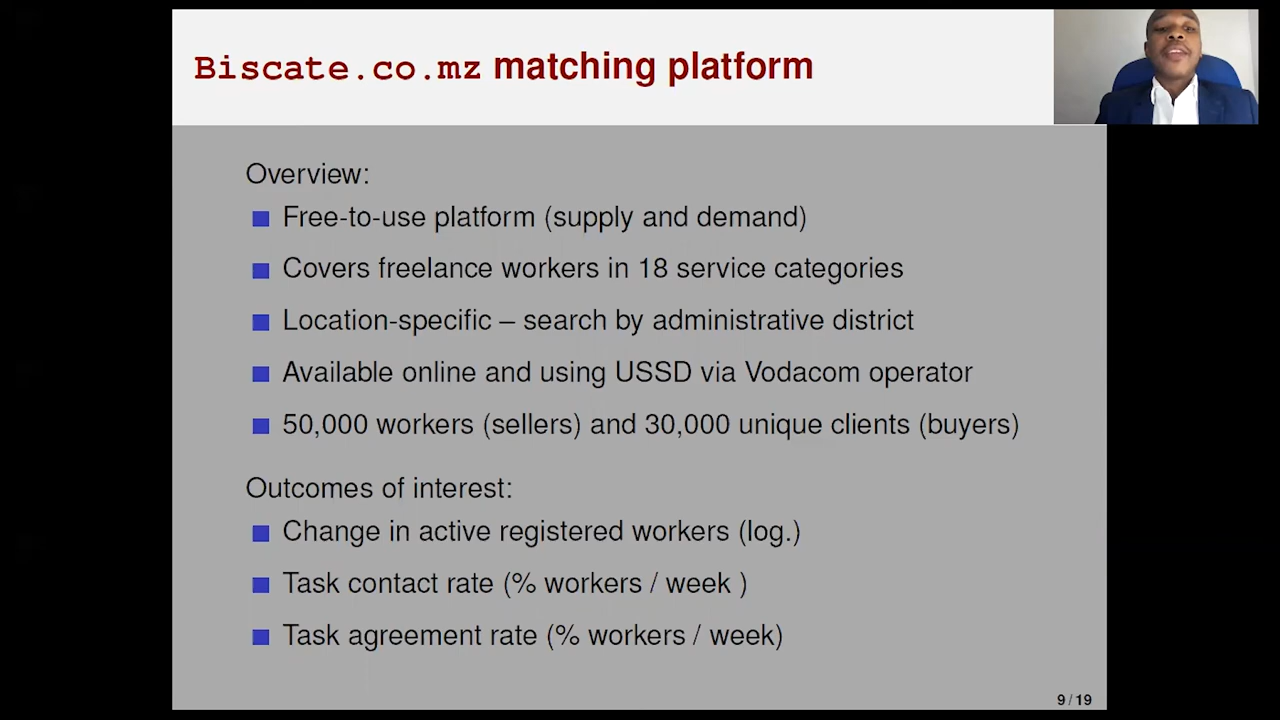 Biscate.co.mz matching platform
Overview:
Free-to-use platform (supply and demand)
Covers freelance workers in 18 service categories
Location-specific – search by administrative district
Available online and using USSD via Vodacom operator
50,000 workers (sellers) and 30,000 unique clients (buyers)
Outcomes of interest:
Change in active registered workers (log.)
Task contact rate (% workers / week )
Task agreement rate (% workers / week)
9 / 19